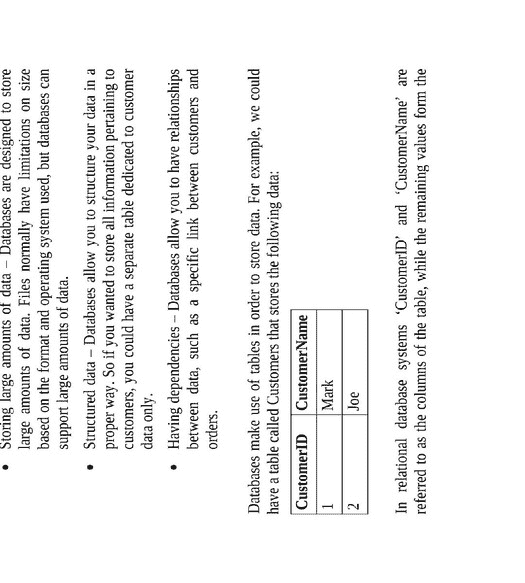 • Storing large amounts of data – Databases are designed to store
large amounts of data. Files normally have limitations on size
based on the format and operating system used, but databases can
support large amounts of data.
• Structured data – Databases allow you to structure your data in a
proper way. So if you wanted to store all information pertaining to
customers, you could have a separate table dedicated to customer
data only.
• Having dependencies – Databases allow you to have relationships
between data, such as a specific link between customers and
orders.
Databases make use of tables in order to store data. For example, we could
have a table called Customers that stores the following data:
CustomerID CustomerName
1 Mark
2 Joe
In relational database systems ‘CustomerID’ and ‘CustomerName’ are
referred to as the columns of the table, while the remaining values form the